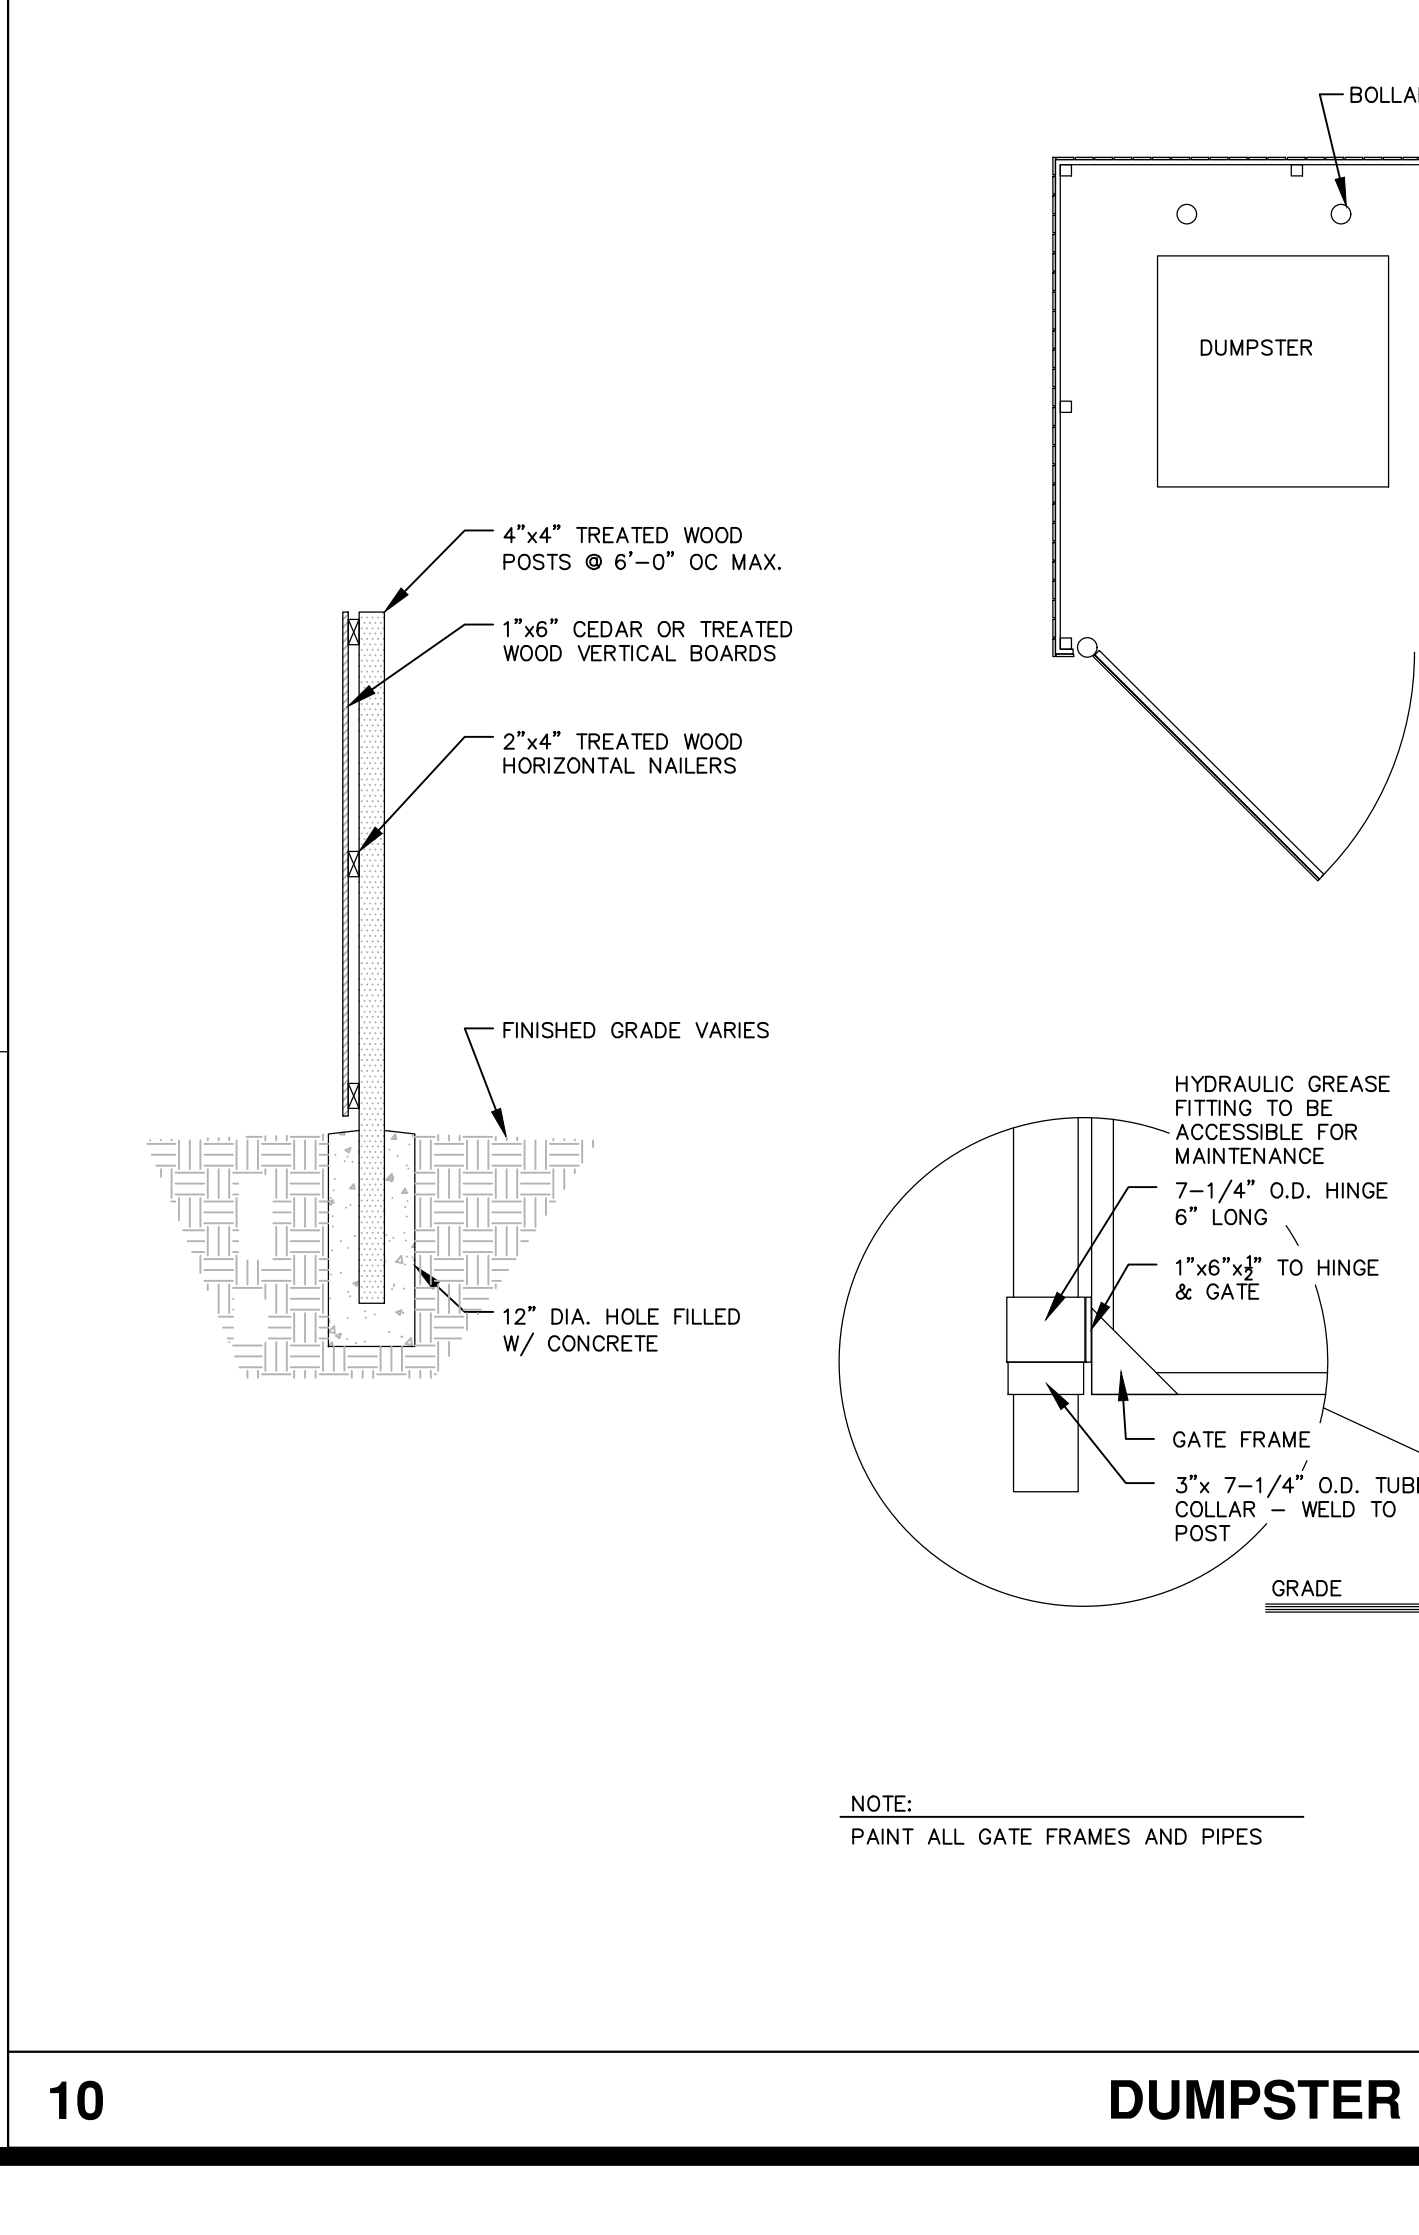 BOLLA
DUMPSTER
4"x4" TREATED WOOD
POSTS @ 6'-0" OC MAX.
1"x6" CEDAR OR TREATED
WOOD VERTICAL BOARDS
2"x4" TREATED WOOD
HORIZONTAL NAILERS
FINISHED GRADE VARIES
12" DIA. HOLE FILLED
W/ CONCRETE
HYDRAULIC GREASE
FITTING TO BE
ACCESSIBLE FOR
MAINTENANCE
7-1/4" O.D. HINGE
6" LONG
1"x6"x1/2" TO HINGE
& GATE
GATE FRAME
3"x 7-1/4" O.D. TUB
COLLAR - WELD TO
POST
GRADE
NOTE:
PAINT ALL GATE FRAMES AND PIPES
10
DUMPSTER